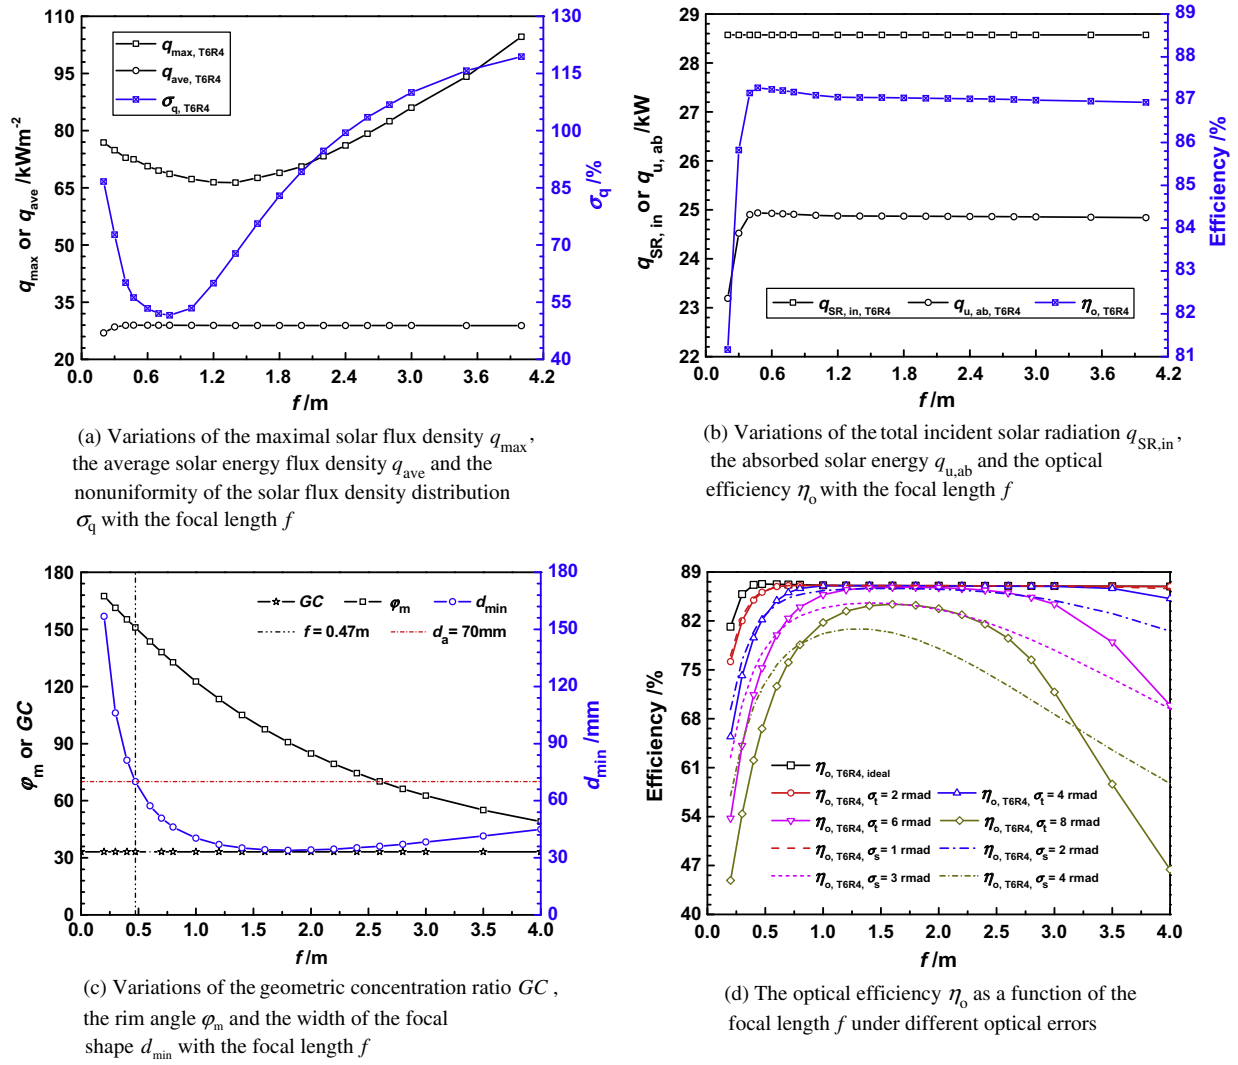 110
95
80
65
50
35
20
q_max or q_ave /kWm⁻²
q_max, T6R4
q_ave, T6R4
σ_q, T6R4
130
115
100
85
70
55
40
σ_q /%
0.0 0.6 1.2 1.8 2.4 3.0 3.6 4.2
f /m
(a) Variations of the maximal solar flux density q_max,
the average solar energy flux density q_ave and the
nonuniformity of the solar flux density distribution
σ_q with the focal length f
29
28
27
26
25
24
23
22
q_SR, in or q_u, ab /kW
q_SR, in, T6R4 q_u, ab, T6R4 η_o, T6R4
89
88
87
86
85
84
83
82
81
Efficiency /%
0.0 0.6 1.2 1.8 2.4 3.0 3.6 4.2
f /m
(b) Variations of the total incident solar radiation q_SR,in,
the absorbed solar energy q_u,ab and the optical
efficiency η_o with the focal length f
180
150
120
90
60
30
0
φ_m or GC
GC φ_m d_min
f = 0.47m d_a = 70mm
180
150
120
90
60
30
0
d_min /mm
0.0 0.5 1.0 1.5 2.0 2.5 3.0 3.5 4.0
f /m
(c) Variations of the geometric concentration ratio GC ,
the rim angle φ_m and the width of the focal
shape d_min with the focal length f
89
82
75
68
61
54
47
40
Efficiency /%
η_o, T6R4, ideal
η_o, T6R4, σ_t = 2 rmad η_o, T6R4, σ_t = 4 rmad
η_o, T6R4, σ_t = 6 rmad η_o, T6R4, σ_t = 8 rmad
η_o, T6R4, σ_s = 1 rmad η_o, T6R4, σ_s = 2 rmad
η_o, T6R4, σ_s = 3 rmad η_o, T6R4, σ_s = 4 rmad
0.0 0.5 1.0 1.5 2.0 2.5 3.0 3.5 4.0
f /m
(d) The optical efficiency η_o as a function of the
focal length f under different optical errors